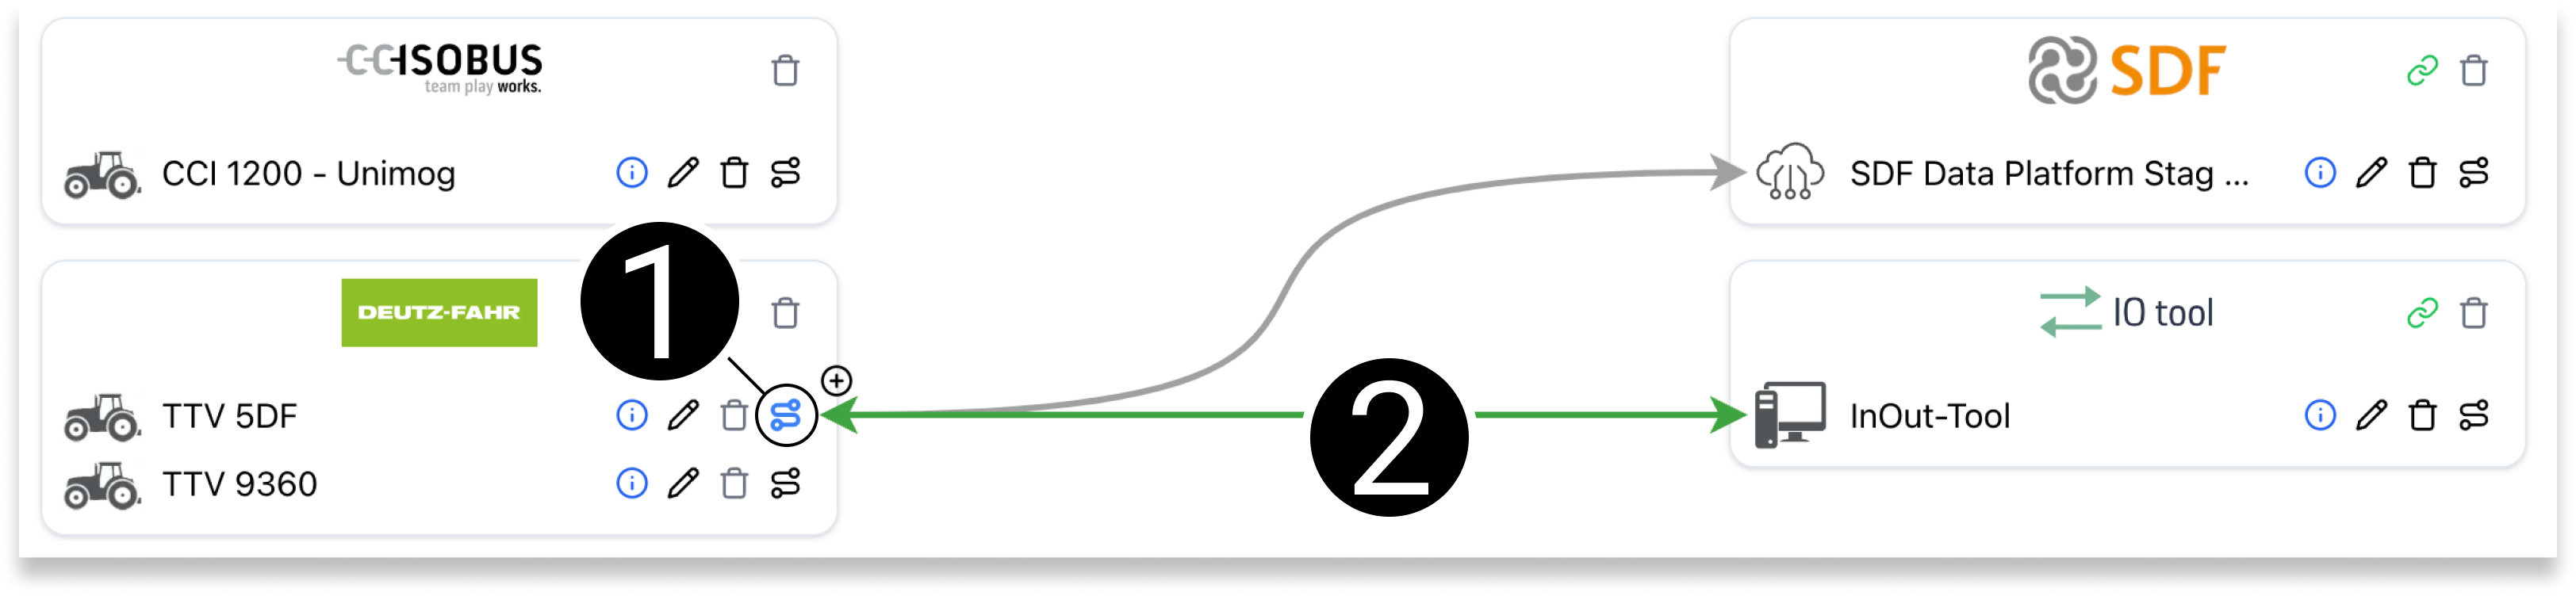 CCISOBUS
team play works.
CCI 1200 - Unimog
DEUTZ-FAHR
TTV 5DF
TTV 9360
1
2
SDF
SDF Data Platform Stag ...
IO tool
InOut-Tool